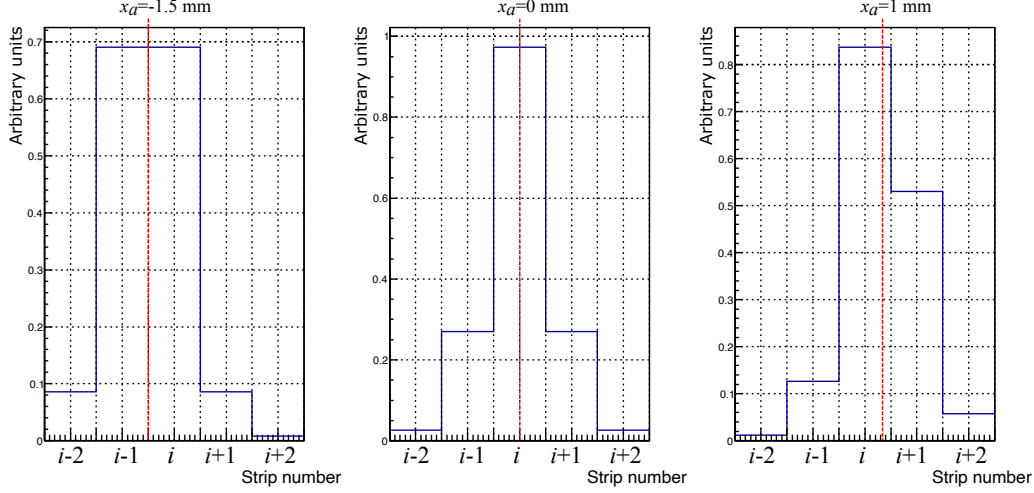 x_a=-1.5 mm
Arbitrary units
0.7
0.6
0.5
0.4
0.3
0.2
0.1
0
i-2 i-1 i i+1 i+2
Strip number
x_a=0 mm
Arbitrary units
1
0.8
0.6
0.4
0.2
0
i-2 i-1 i i+1 i+2
Strip number
x_a=1 mm
Arbitrary units
0.8
0.7
0.6
0.5
0.4
0.3
0.2
0.1
0
i-2 i-1 i i+1 i+2
Strip number